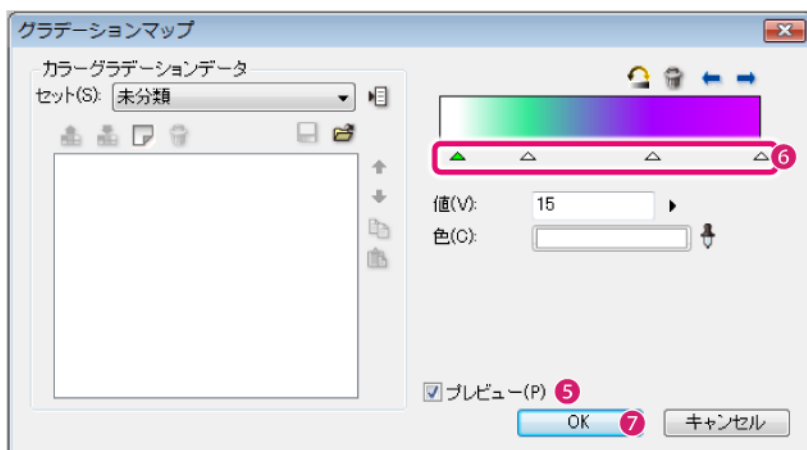 グラデーションマップ
カラーグラデーションデータ
セット(S): 未分類
6
値(V): 15
色(C):
プレビュー(P) 5
OK 7 キャンセル